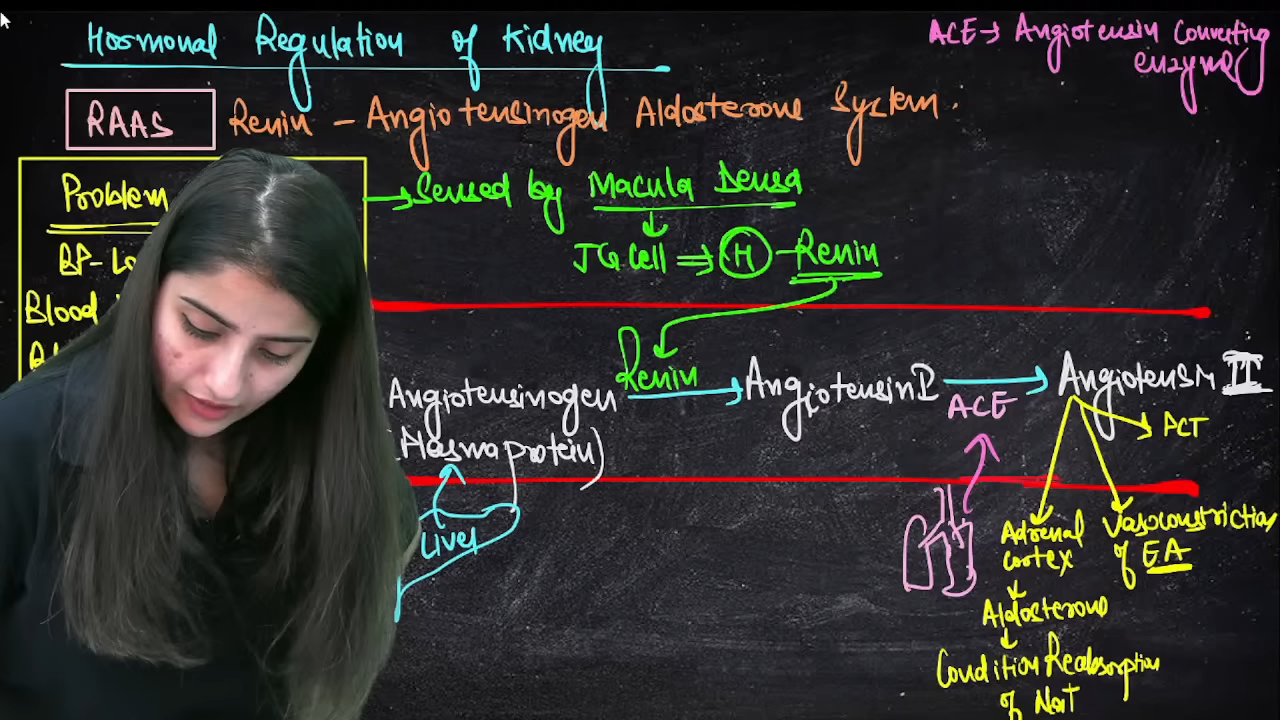 Hormonal Regulation of Kidney
ACE → Angiotensin Converting
enzyme
RAAS
Renin - Angiotensinogen Aldosterone System.
Problem
→ Sensed by Macula Densa
JG Cell ⇒ (H) - Renin
BP-Lo
Blood
Renin
Angiotensinogen → Angiotensin I → Angiotensin II
ACE
(Plasma protein)
PCT
Liver
Adrenal
cortex
Vasoconstriction
of EA
Aldosterone
Condition Reabsorption
of Na+